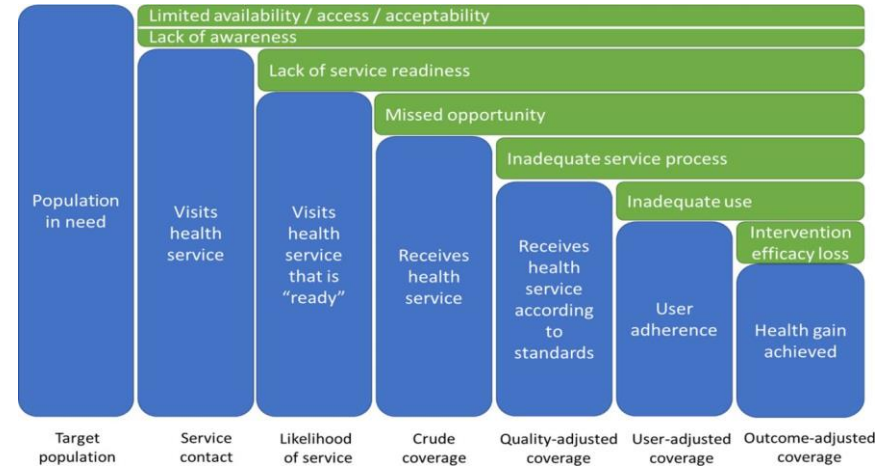 Limited availability / access / acceptability
Lack of awareness
Lack of service readiness
Missed opportunity
Inadequate service process
Inadequate use
Intervention
efficacy loss
Population
in need
Visits
health
service
Visits
health
service
that is
“ready”
Receives
health
service
Receives
health
service
according
to
standards
User
adherence
Health gain
achieved
Target
population
Service
contact
Likelihood
of service
Crude
coverage
Quality-adjusted
coverage
User-adjusted
coverage
Outcome-adjusted
coverage